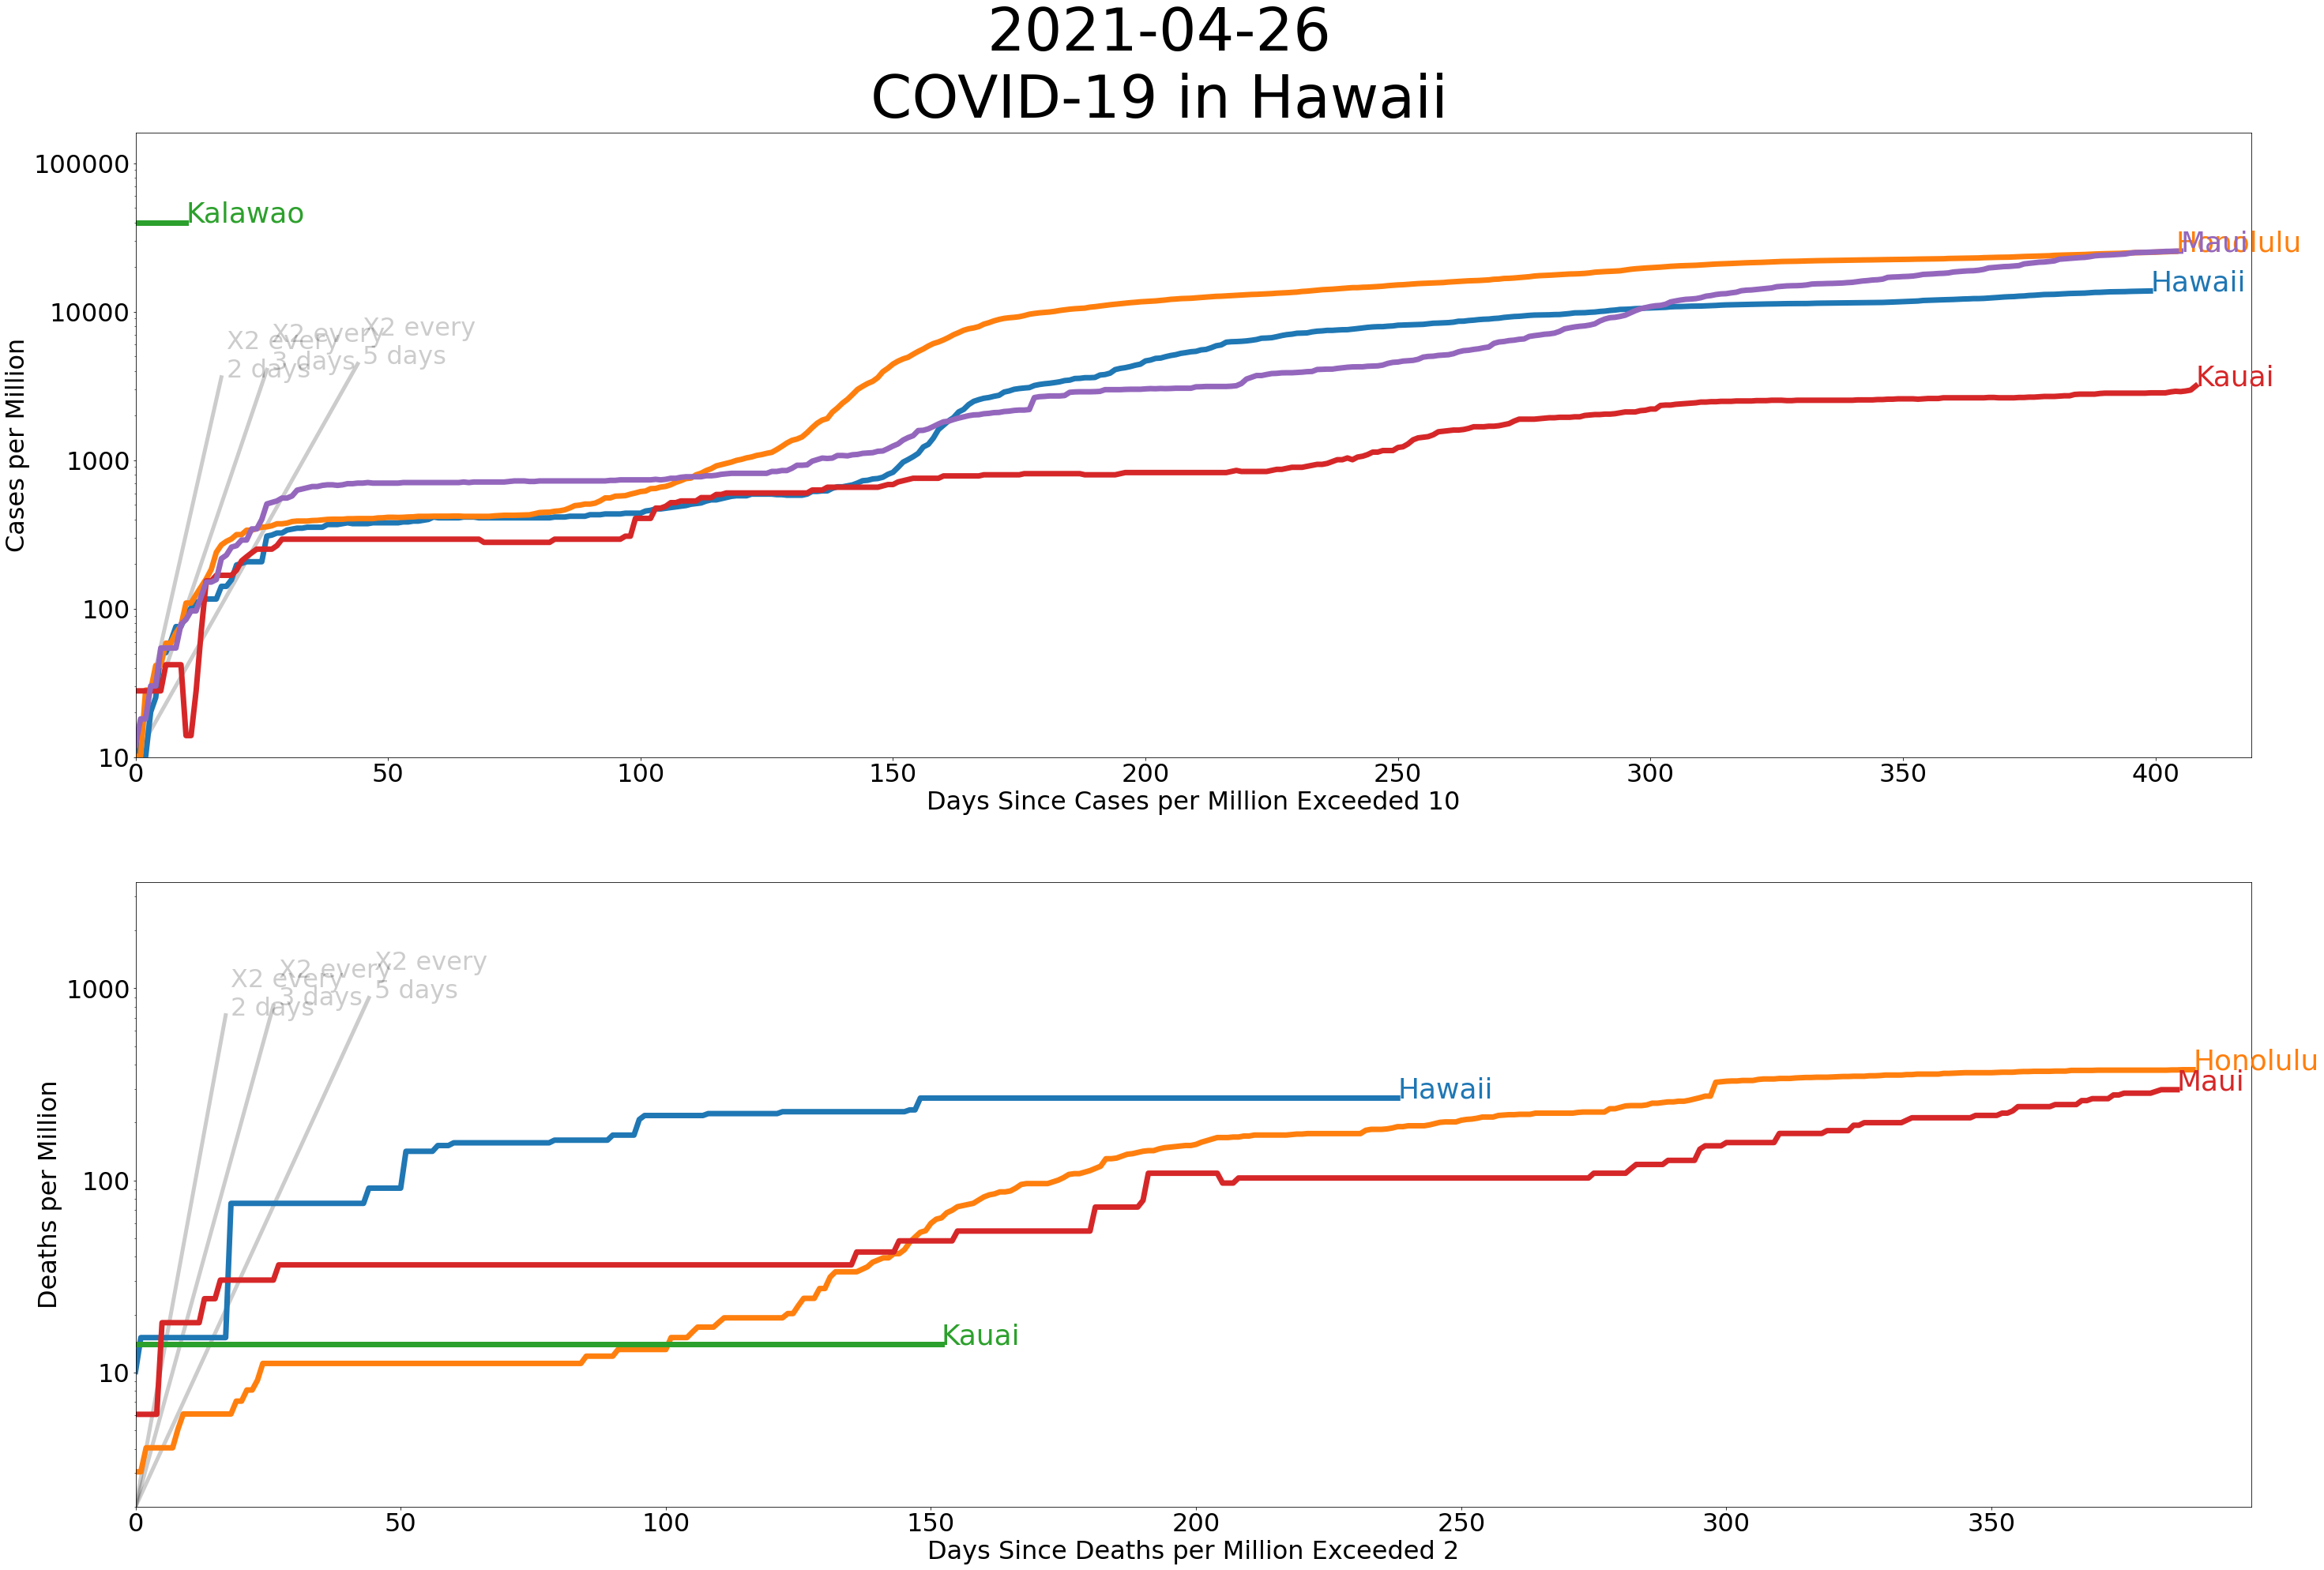 2021-04-26
COVID-19 in Hawaii
100000
10000
1000
100
10
Cases per Million
Kalawao
Honolulu
Maui
Hawaii
Kauai
X2 every
2 days
X2 every
3 days
X2 every
5 days
0 50 100 150 200 250 300 350 400
Days Since Cases per Million Exceeded 10
1000
100
10
Deaths per Million
X2 every
2 days
X2 every
3 days
X2 every
5 days
Honolulu
Maui
Hawaii
Kauai
0 50 100 150 200 250 300 350
Days Since Deaths per Million Exceeded 2